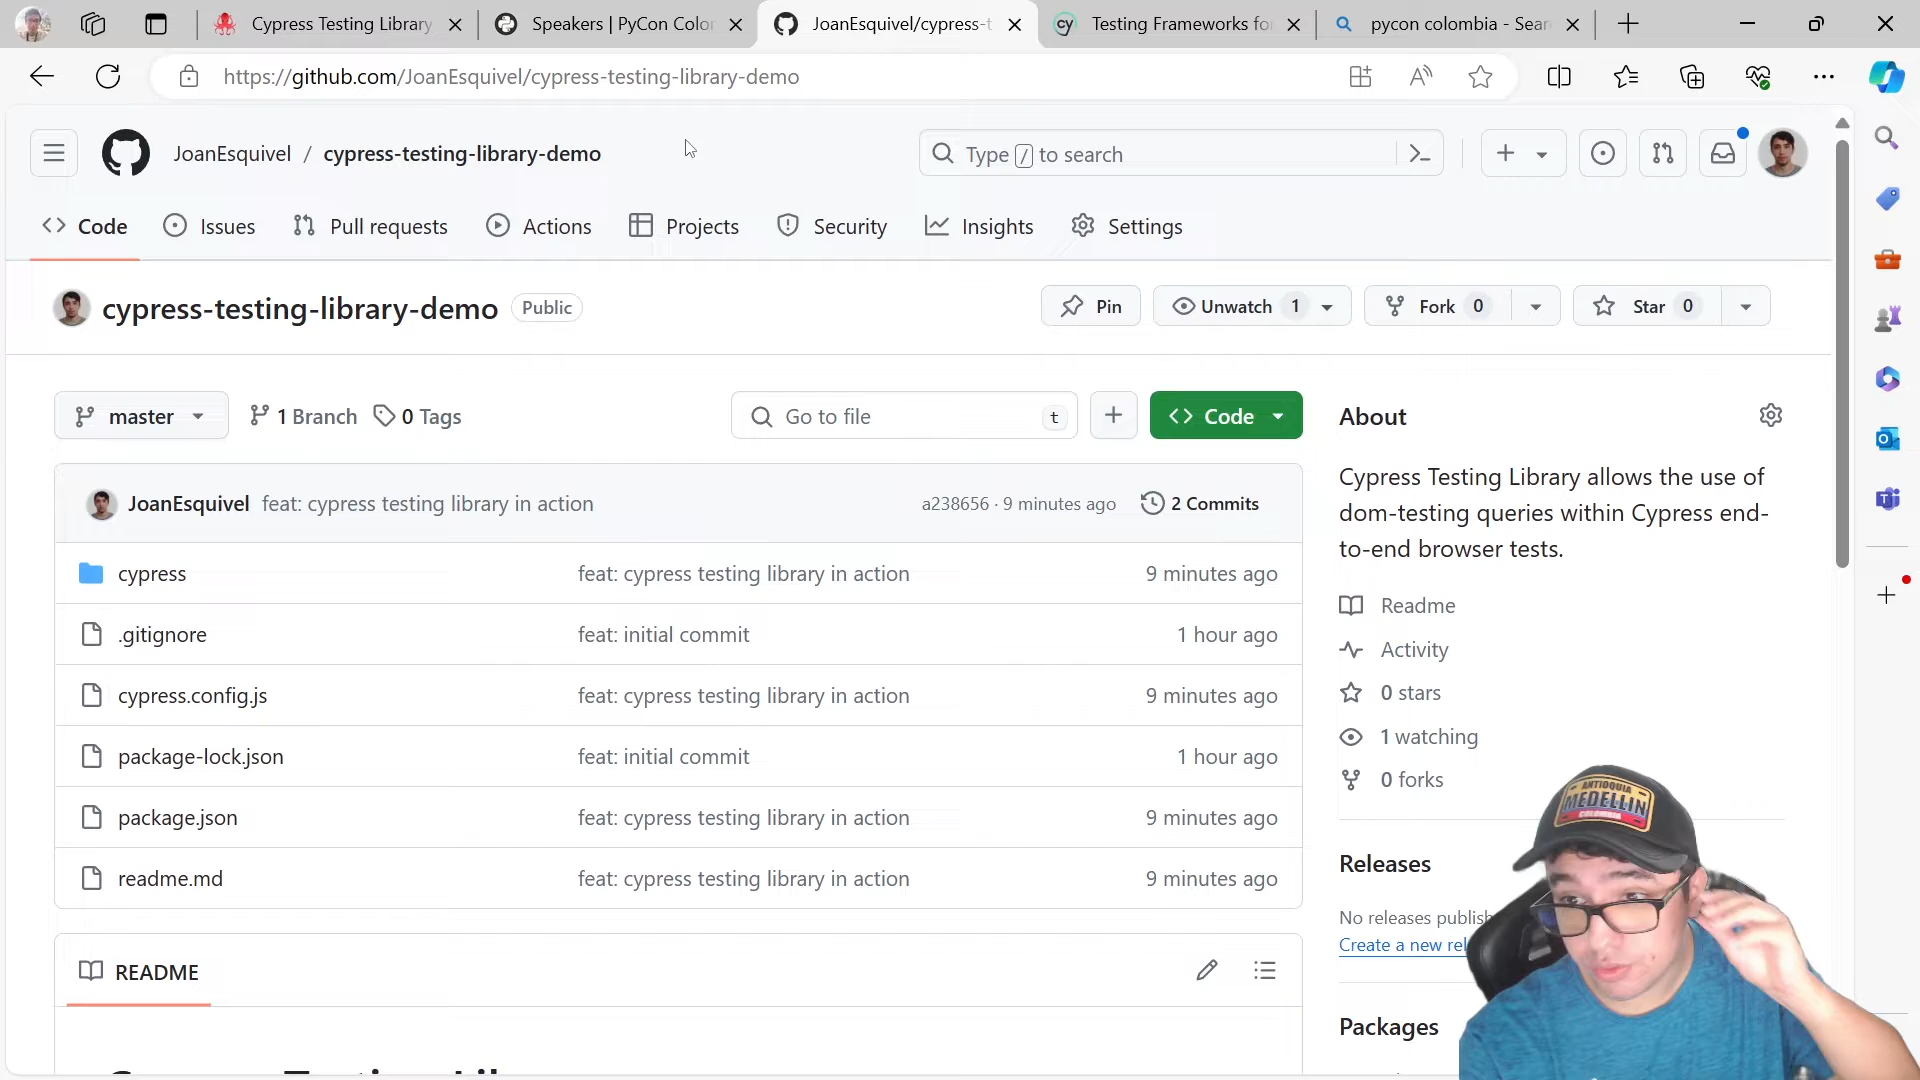 Cypress Testing Library
Speakers | PyCon Color
JoanEsquivel/cypress-t
Testing Frameworks fo
pycon colombia - Sear
https://github.com/JoanEsquivel/cypress-testing-library-demo
JoanEsquivel / cypress-testing-library-demo
Type / to search
Code
Issues
Pull requests
Actions
Projects
Security
Insights
Settings
cypress-testing-library-demo Public
Pin
Unwatch 1
Fork 0
Star 0
master
1 Branch
0 Tags
Go to file t
Code
JoanEsquivel feat: cypress testing library in action a238656 · 9 minutes ago 2 Commits
cypress feat: cypress testing library in action 9 minutes ago
.gitignore feat: initial commit 1 hour ago
cypress.config.js feat: cypress testing library in action 9 minutes ago
package-lock.json feat: initial commit 1 hour ago
package.json feat: cypress testing library in action 9 minutes ago
readme.md feat: cypress testing library in action 9 minutes ago
README
About
Cypress Testing Library allows the use of
dom-testing queries within Cypress end-
to-end browser tests.
Readme
Activity
0 stars
1 watching
0 forks
Releases
No releases publish
Create a new rel
Packages
ANTIOQUIA
MEDELLIN
COLOMBIA